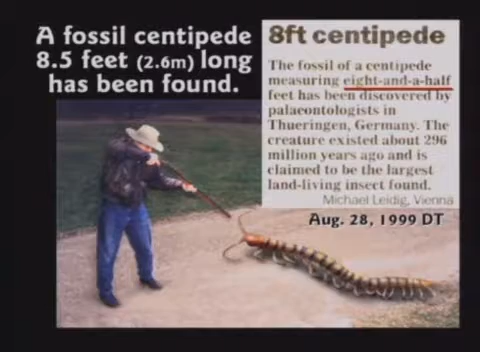 A fossil centipede
8.5 feet (2.6m) long
has been found.
8ft centipede
The fossil of a centipede
measuring eight-and-a-half
feet has been discovered by
palaeontologists in
Thueringen, Germany. The
creature existed about 296
million years ago and is
claimed to be the largest
land-living insect found.
Michael Leidig, Vienna
Aug. 28, 1999 DT